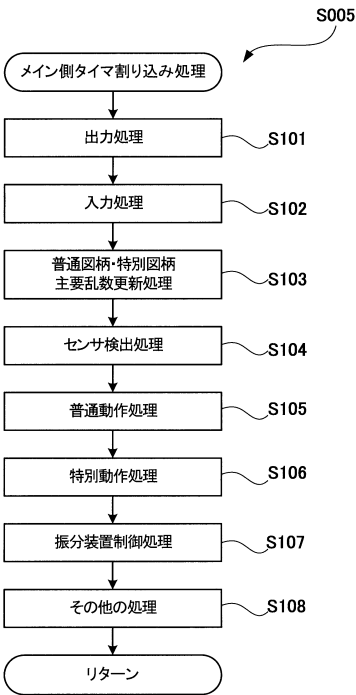 S005
メイン側タイマ割り込み処理
出力処理
S101
入力処理
S102
普通図柄・特別図柄
主要乱数更新処理
S103
センサ検出処理
S104
普通動作処理
S105
特別動作処理
S106
振分装置制御処理
S107
その他の処理
S108
リターン